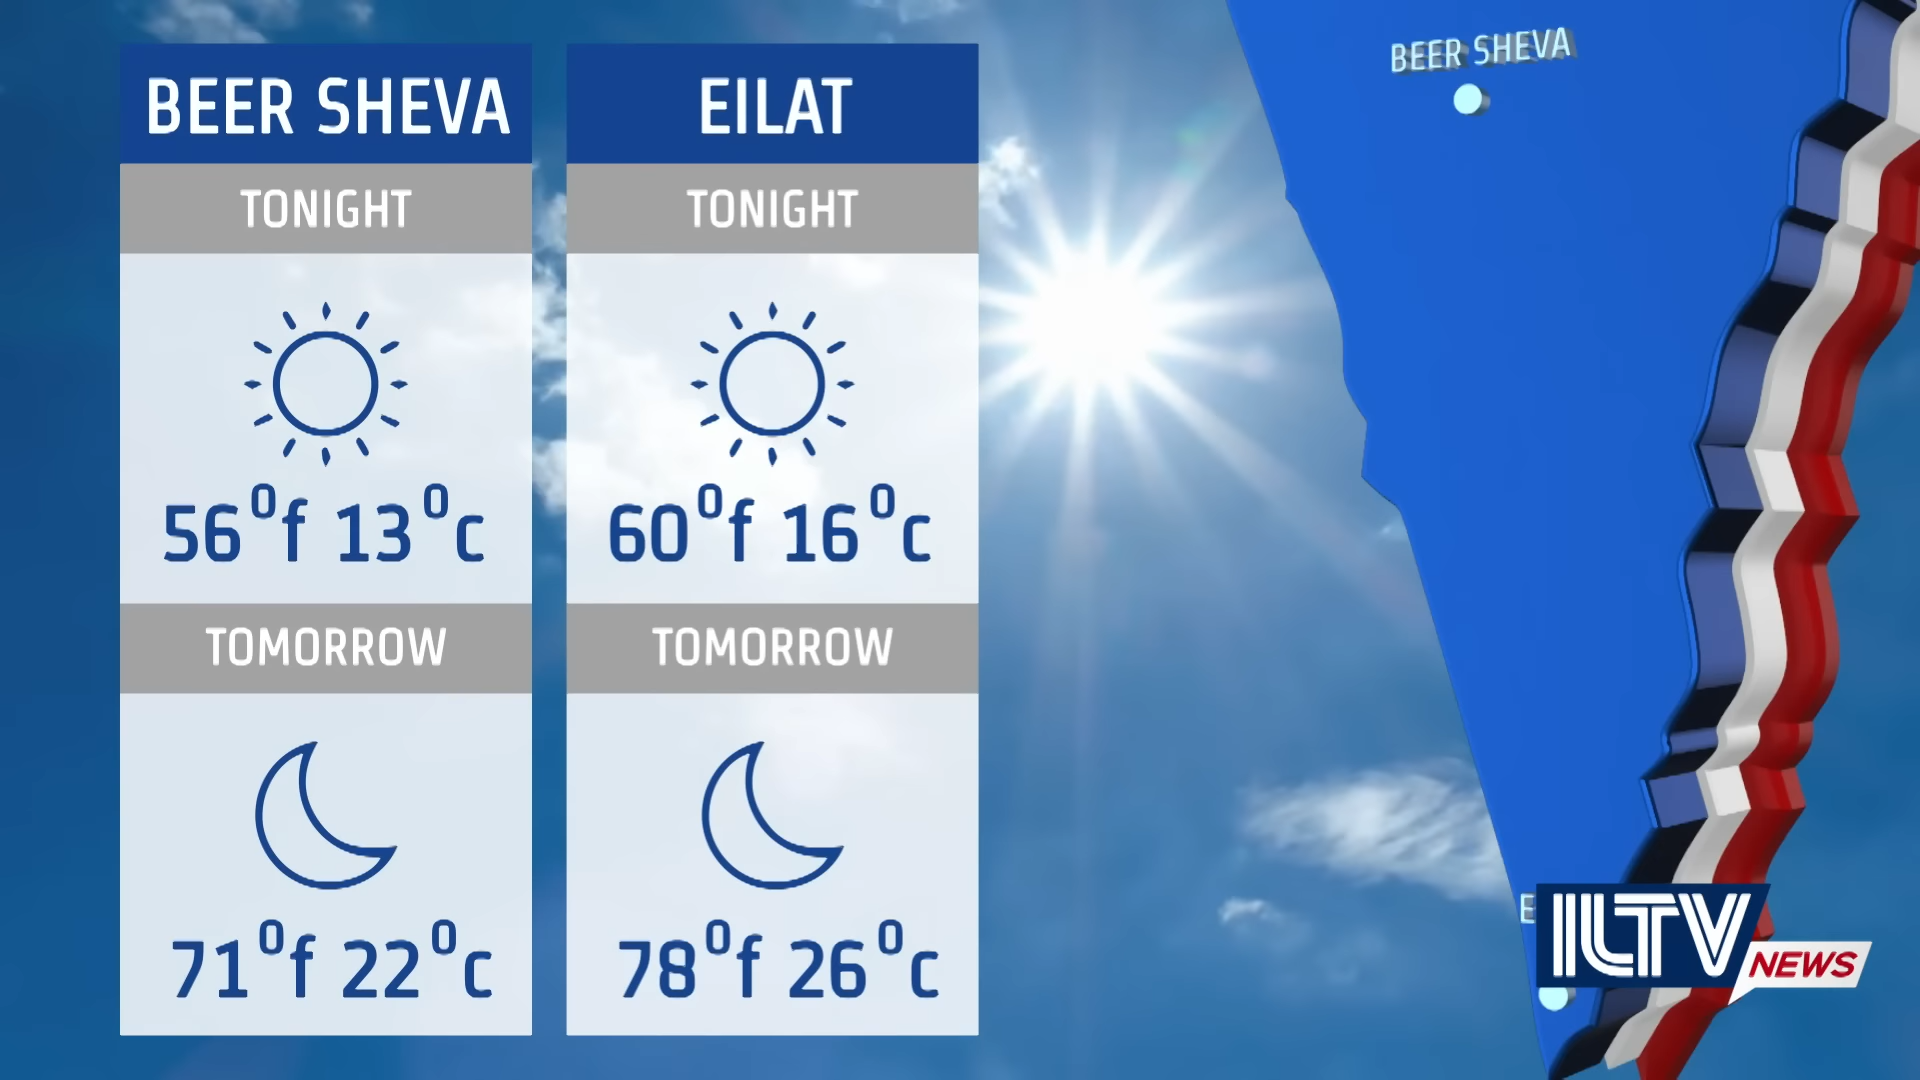 BEER SHEVA
TONIGHT
56°f 13°c
TOMORROW
71°f 22°c
EILAT
TONIGHT
60°f 16°c
TOMORROW
78°f 26°c
BEER SHEVA
E
ILTV
NEWS